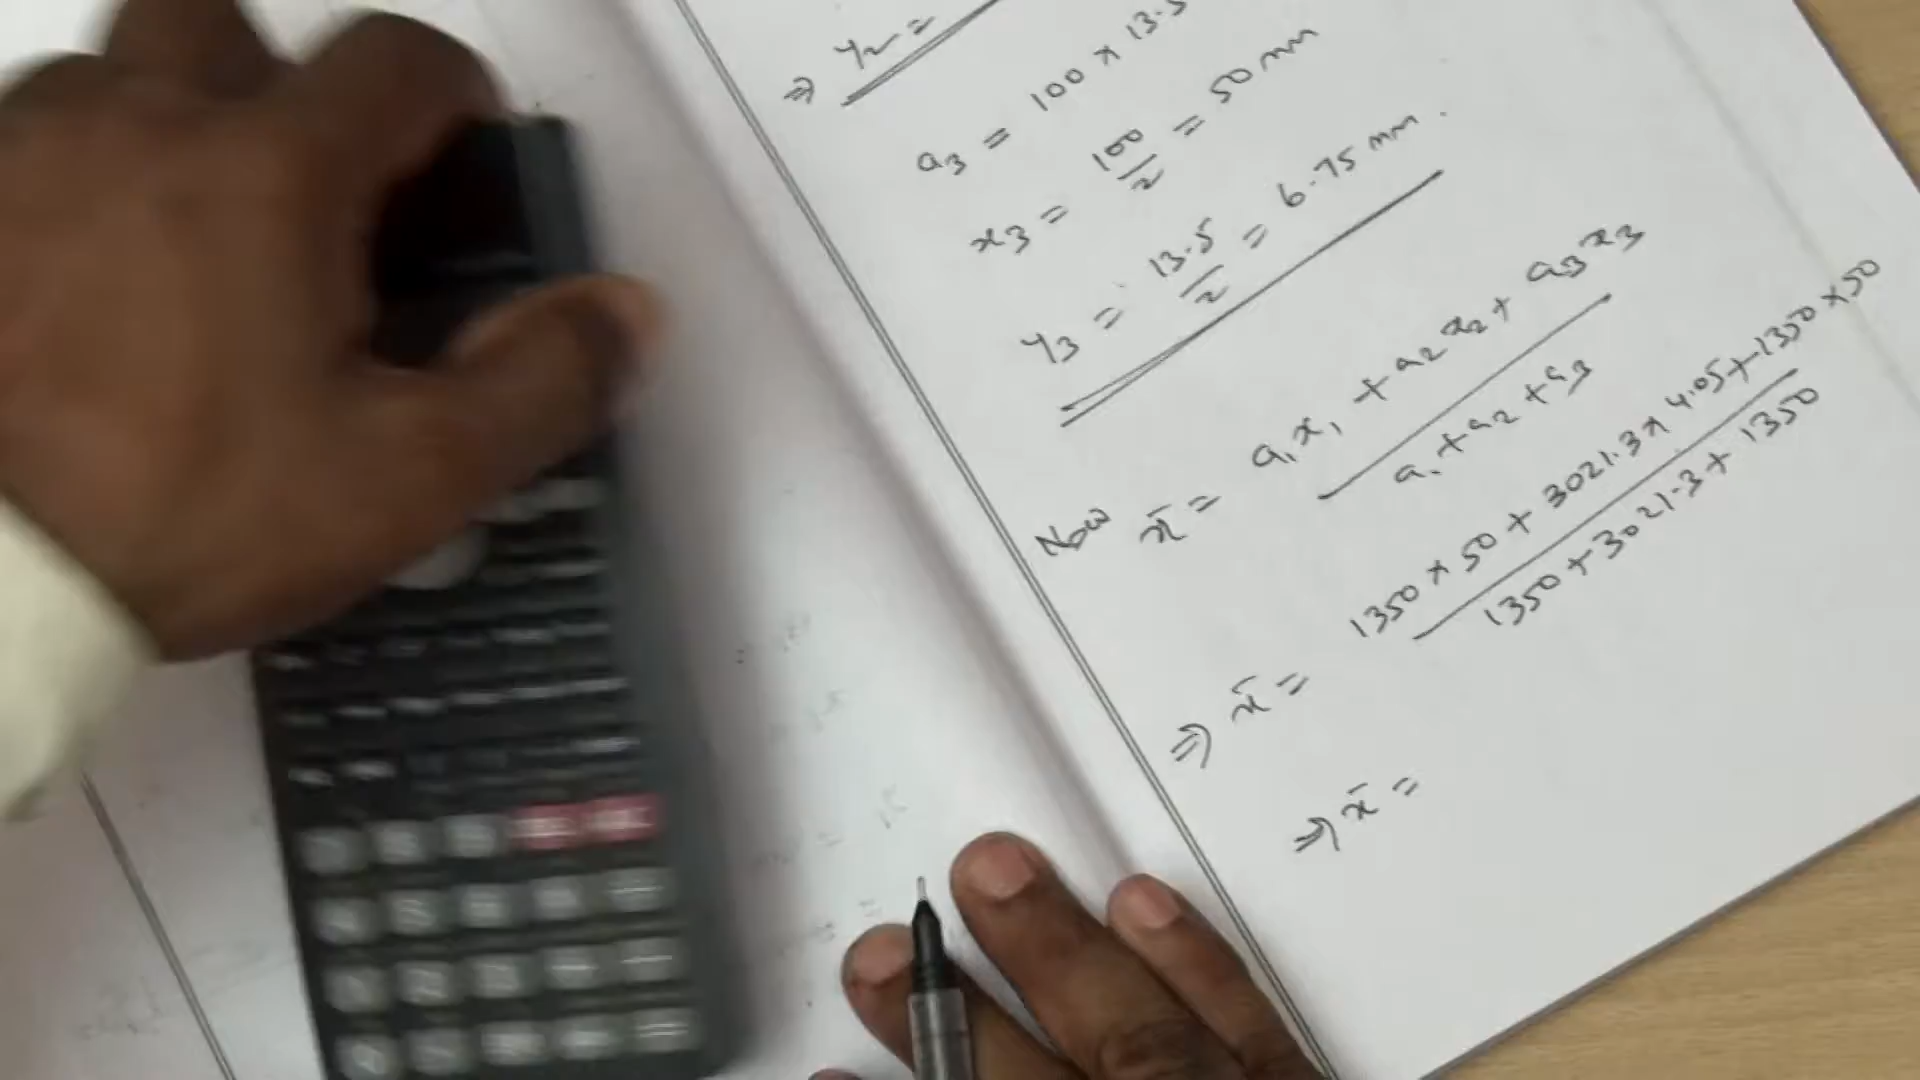 ⇒ y₂ =
a₃ = 100 × 13.5
x₃ = 100/2 = 50 mm
y₃ = 13.5/2 = 6.75 mm.
Now x̄ = a₁x₁ + a₂x₂ + a₃x₃ / a₁ + a₂ + a₃
⇒ x̄ = 1350 × 50 + 3021.3 × 4.05 + 1350 × 50 / 1350 + 3021.3 + 1350
⇒ x̄ =